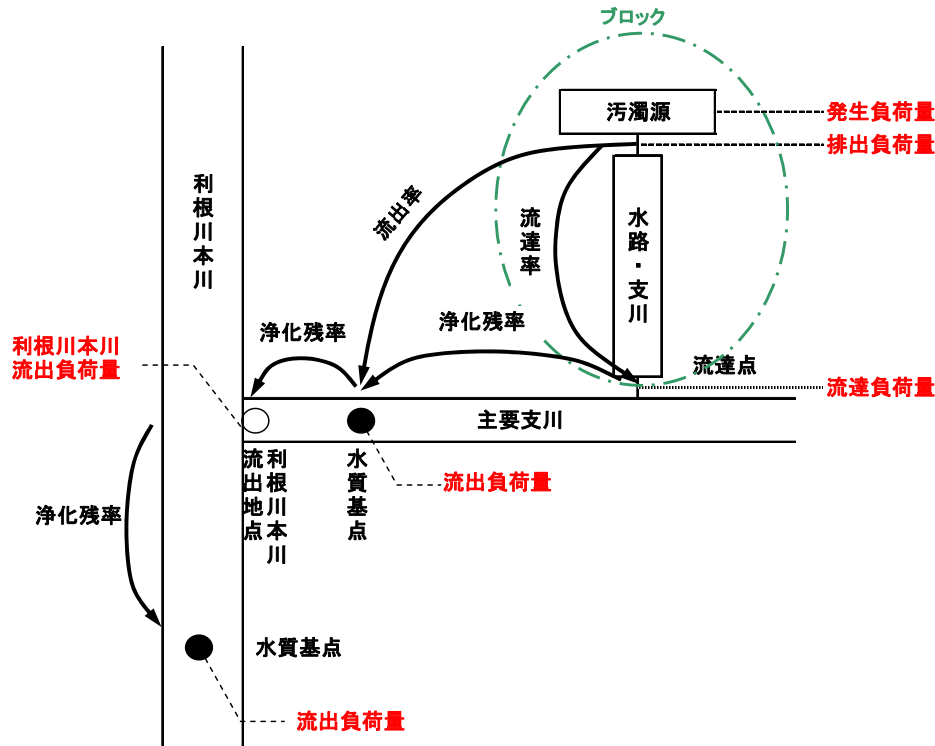 ブロック
汚濁源
発生負荷量
排出負荷量
利根川本川
流出率
流達率
水路・支川
浄化残率
浄化残率
利根川本川
流出負荷量
流達点
流達負荷量
主要支川
利根川本川
流出地点
水質基点
流出負荷量
浄化残率
水質基点
流出負荷量